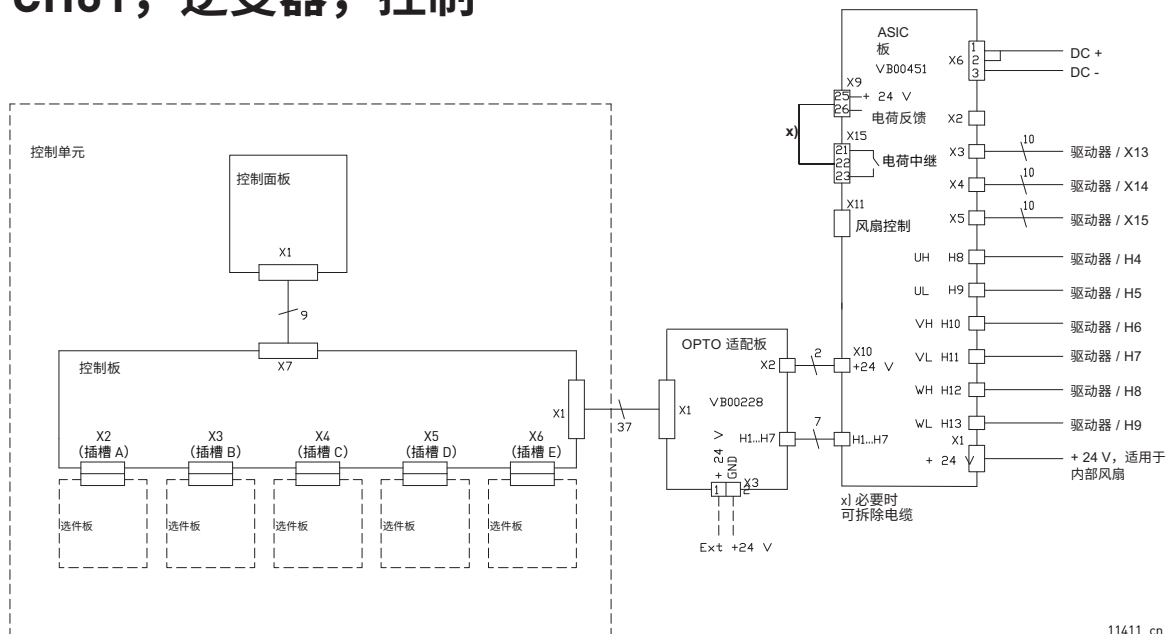 CH61，逆变器，控制
ASIC
板
VB00451
X6
1
2
3
DC +
DC -
X9
25
+ 24 V
26
电荷反馈
X2
x)
X15
21
22
23
电荷中继
X3
10
驱动器 / X13
X4
10
驱动器 / X14
X5
10
驱动器 / X15
X11
风扇控制
UH H8
驱动器 / H4
UL H9
驱动器 / H5
VH H10
驱动器 / H6
VL H11
驱动器 / H7
WH H12
驱动器 / H8
WL H13
驱动器 / H9
X1
+ 24 V
+ 24 V，适用于
内部风扇
X10
+24 V
H1...H7
x) 必要时
可拆除电缆
控制单元
控制面板
X1
9
X7
控制板
X1
37
X2
(插槽 A)
X3
(插槽 B)
X4
(插槽 C)
X5
(插槽 D)
X6
(插槽 E)
选件板
选件板
选件板
选件板
选件板
OPTO 适配板
X2
2
X1
VB00228
H1...H7
7
+ 24 V
GND
1
2
X3
Ext +24 V
11411_cn